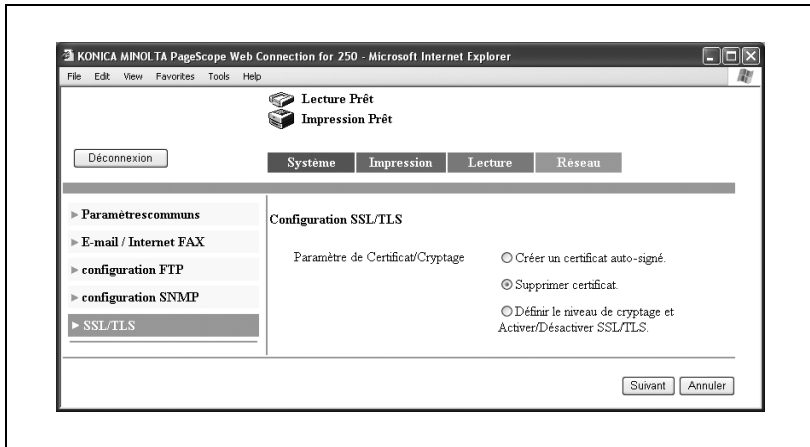 KONICA MINOLTA PageScope Web Connection for 250 - Microsoft Internet Explorer
File Edit View Favorites Tools Help
Lecture Prêt
Impression Prêt
Déconnexion
Système Impression Lecture Réseau
Paramètrescommuns
E-mail / Internet FAX
configuration FTP
configuration SNMP
SSL/TLS
Configuration SSL/TLS
Paramètre de Certificat/Cryptage
Créer un certificat auto-signé.
Supprimer certificat.
Définir le niveau de cryptage et
Activer/Désactiver SSL/TLS.
Suivant Annuler